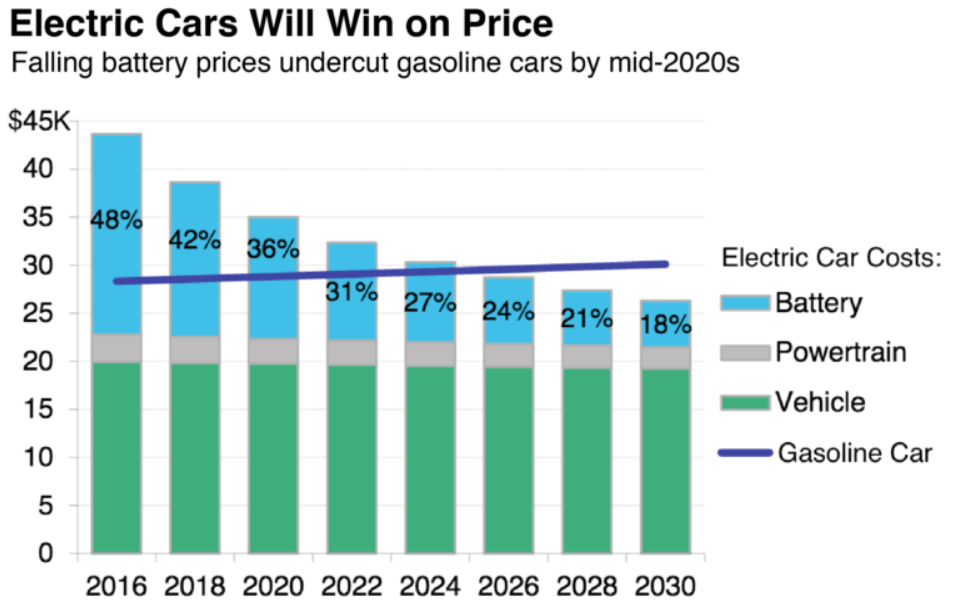 Electric Cars Will Win on Price
Falling battery prices undercut gasoline cars by mid-2020s
$45K
40
35
30
25
20
15
10
5
0
48%
42%
36%
31%
27%
24%
21%
18%
2016 2018 2020 2022 2024 2026 2028 2030
Electric Car Costs:
Battery
Powertrain
Vehicle
Gasoline Car